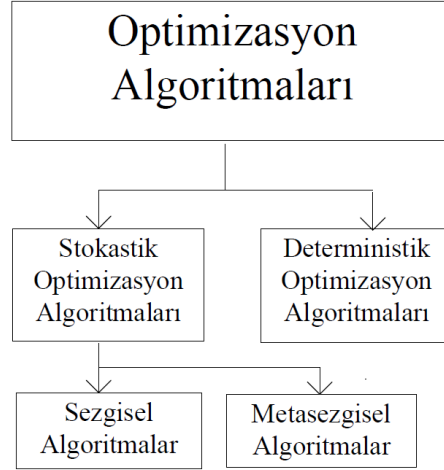 Optimizasyon
Algoritmaları
Stokastik
Optimizasyon
Algoritmaları
Deterministik
Optimizasyon
Algoritmaları
Sezgisel
Algoritmalar
Metasezgisel
Algoritmalar